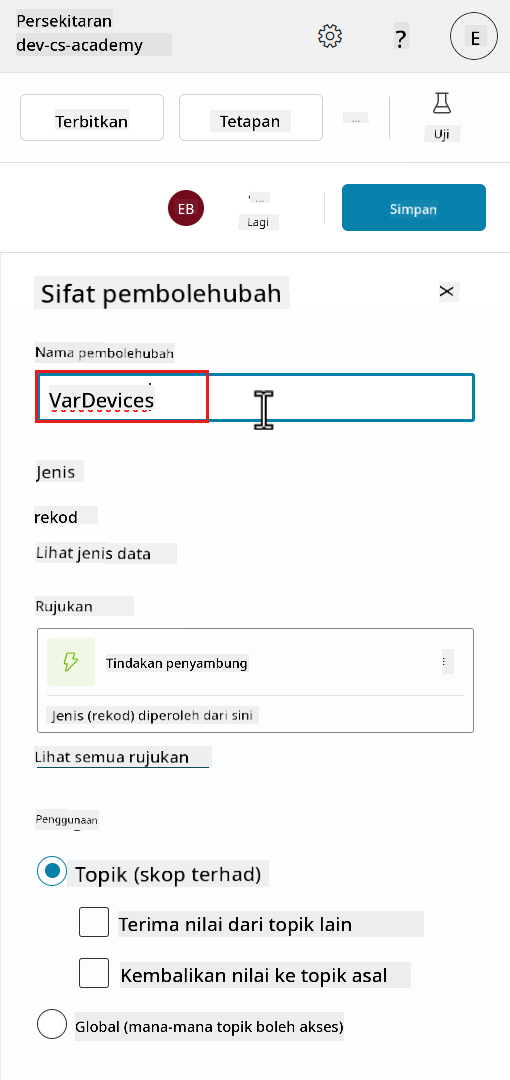 Persekitaran
dev-cs-academy
?
E
Terbitkan
Tetapan
...
Uji
EB
...
Lagi
Simpan
Sifat pembolehubah
Nama pembolehubah
VarDevices
Jenis
rekod
Lihat jenis data
Rujukan
Tindakan penyambung
Jenis (rekod) diperoleh dari sini
Lihat semua rujukan
Penggunaan
Topik (skop terhad)
Terima nilai dari topik lain
Kembalikan nilai ke topik asal
Global (mana-mana topik boleh akses)